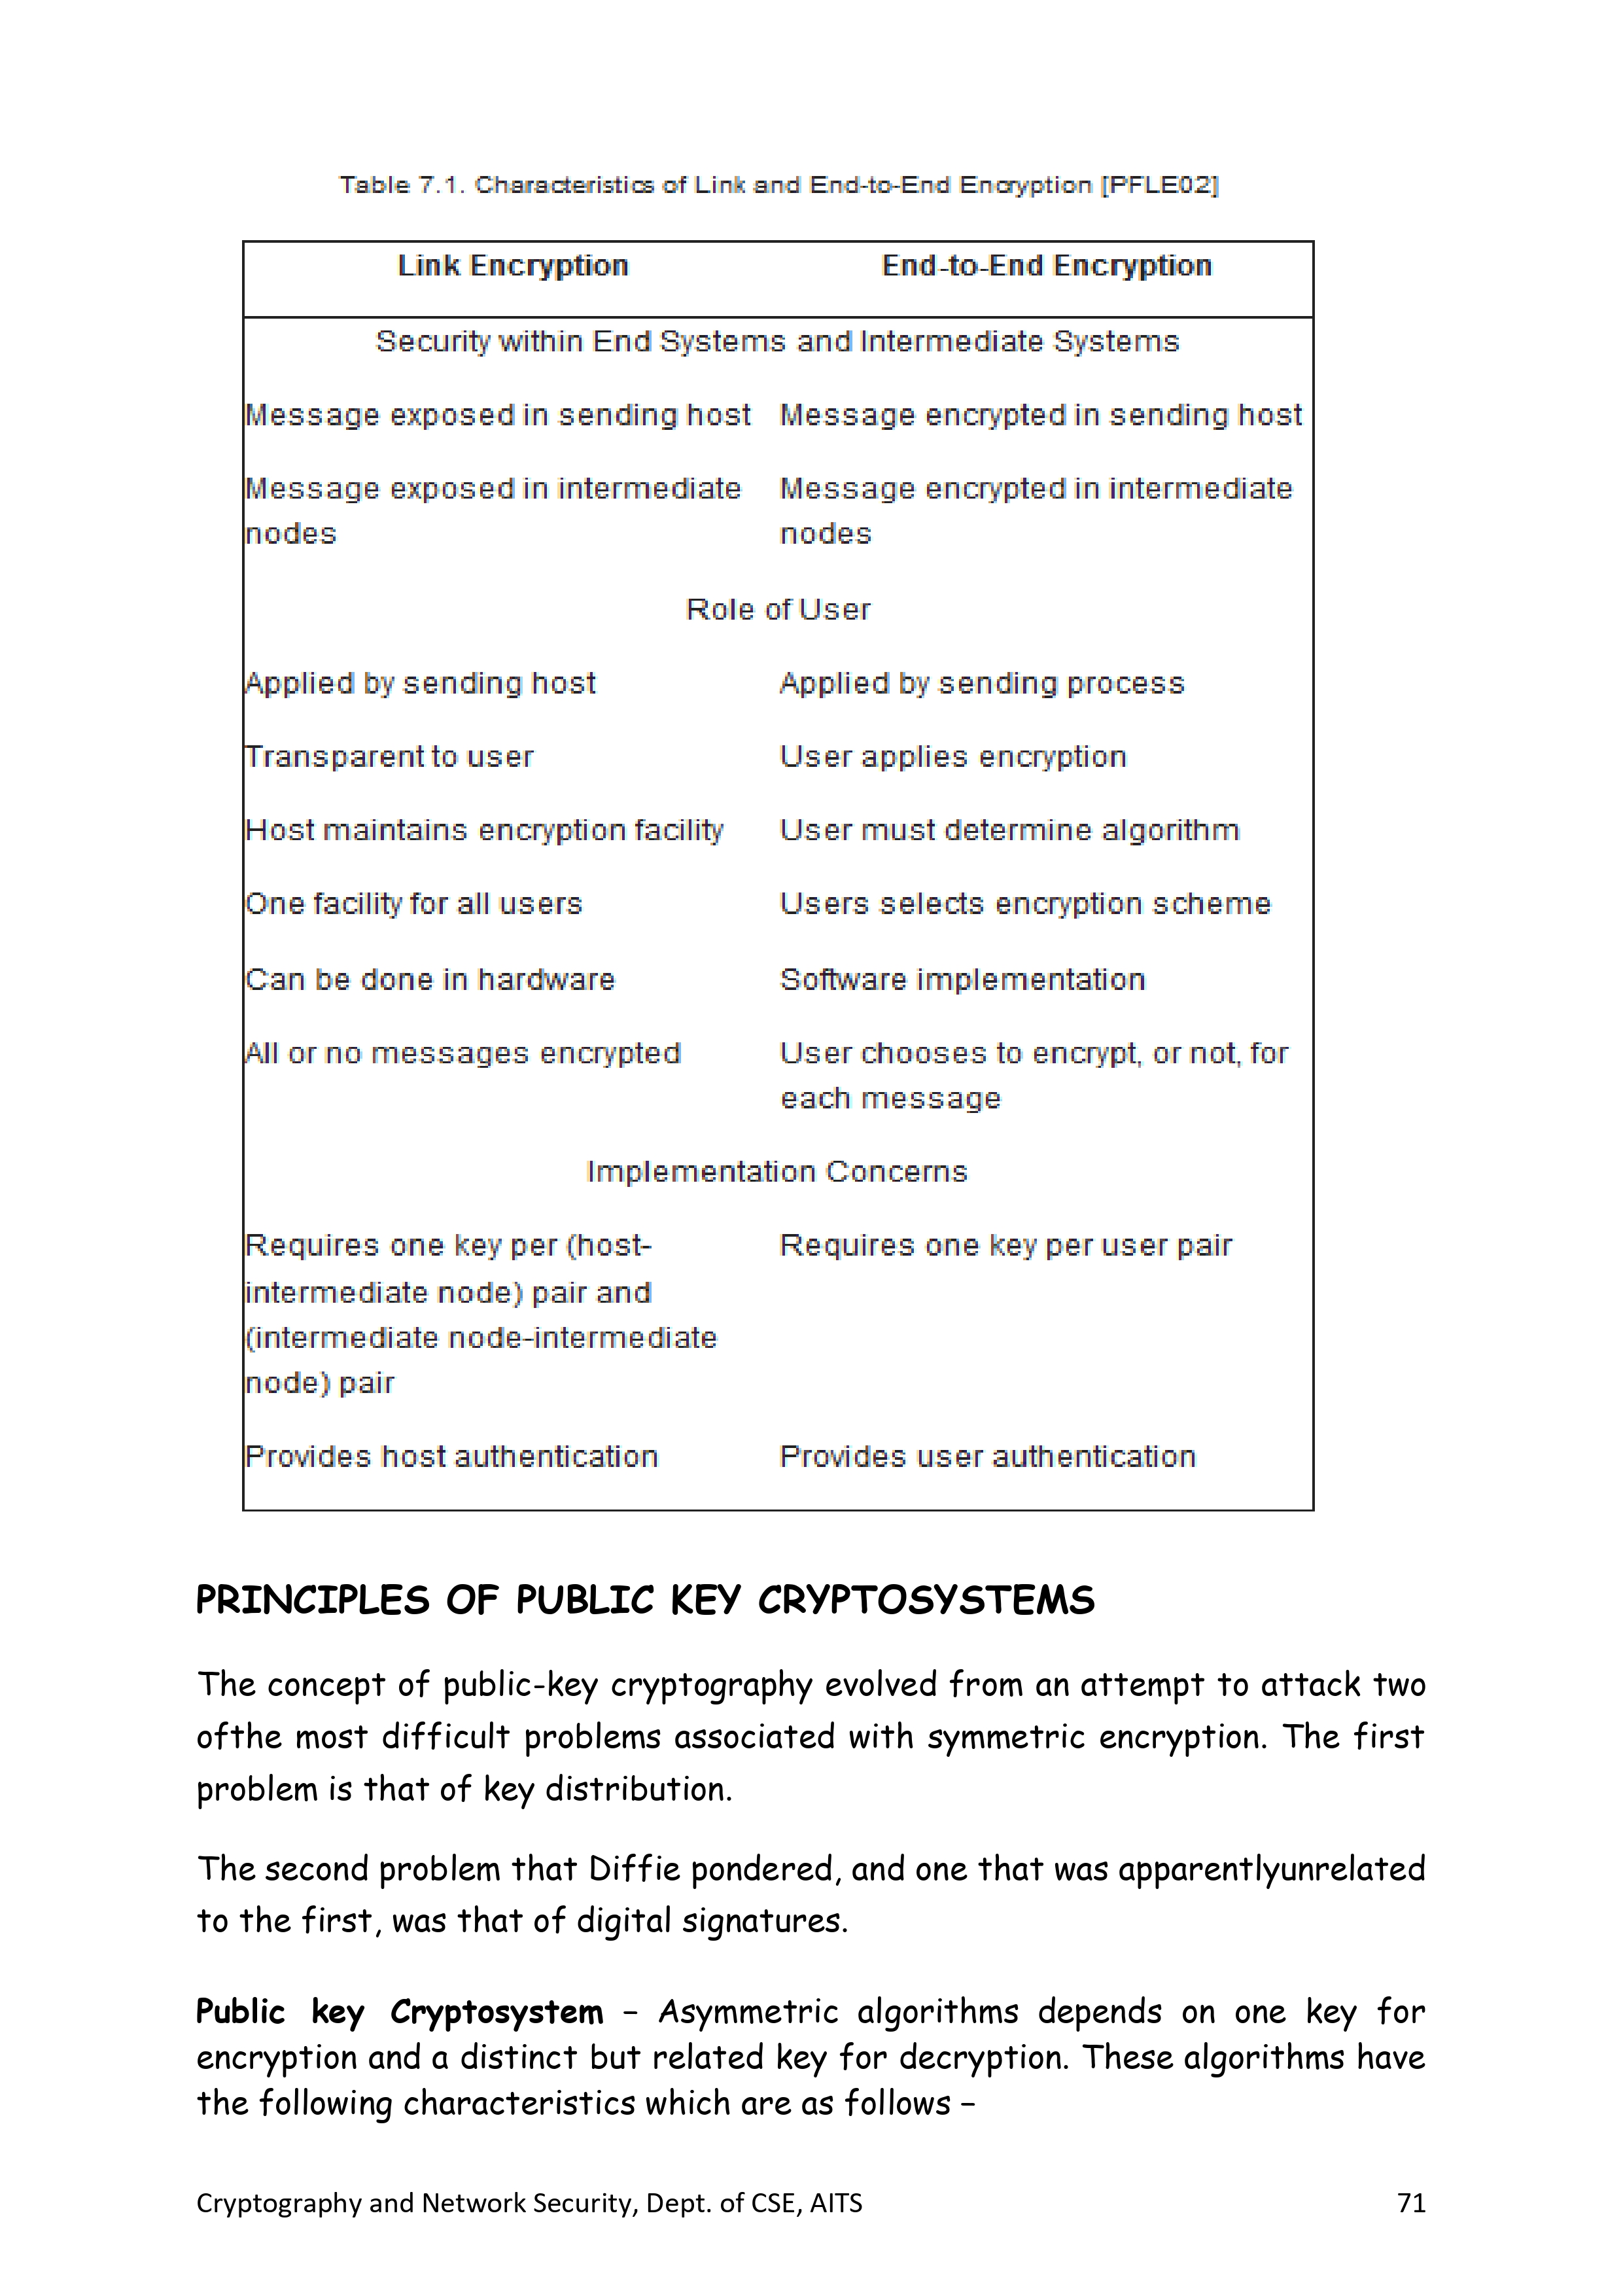 Table 7.1. Characteristics of Link and End-to-End Encryption [PFLE02]
Link Encryption End-to-End Encryption
Security within End Systems and Intermediate Systems
Message exposed in sending host Message encrypted in sending host
Message exposed in intermediate Message encrypted in intermediate
nodes nodes
Role of User
Applied by sending host Applied by sending process
Transparent to user User applies encryption
Host maintains encryption facility User must determine algorithm
One facility for all users Users selects encryption scheme
Can be done in hardware Software implementation
All or no messages encrypted User chooses to encrypt, or not, for
each message
Implementation Concerns
Requires one key per (host- Requires one key per user pair
intermediate node) pair and
(intermediate node-intermediate
node) pair
Provides host authentication Provides user authentication
PRINCIPLES OF PUBLIC KEY CRYPTOSYSTEMS
The concept of public-key cryptography evolved from an attempt to attack two
ofthe most difficult problems associated with symmetric encryption. The first
problem is that of key distribution.
The second problem that Diffie pondered, and one that was apparentlyunrelated
to the first, was that of digital signatures.
Public key Cryptosystem – Asymmetric algorithms depends on one key for
encryption and a distinct but related key for decryption. These algorithms have
the following characteristics which are as follows –
Cryptography and Network Security, Dept. of CSE, AITS 71